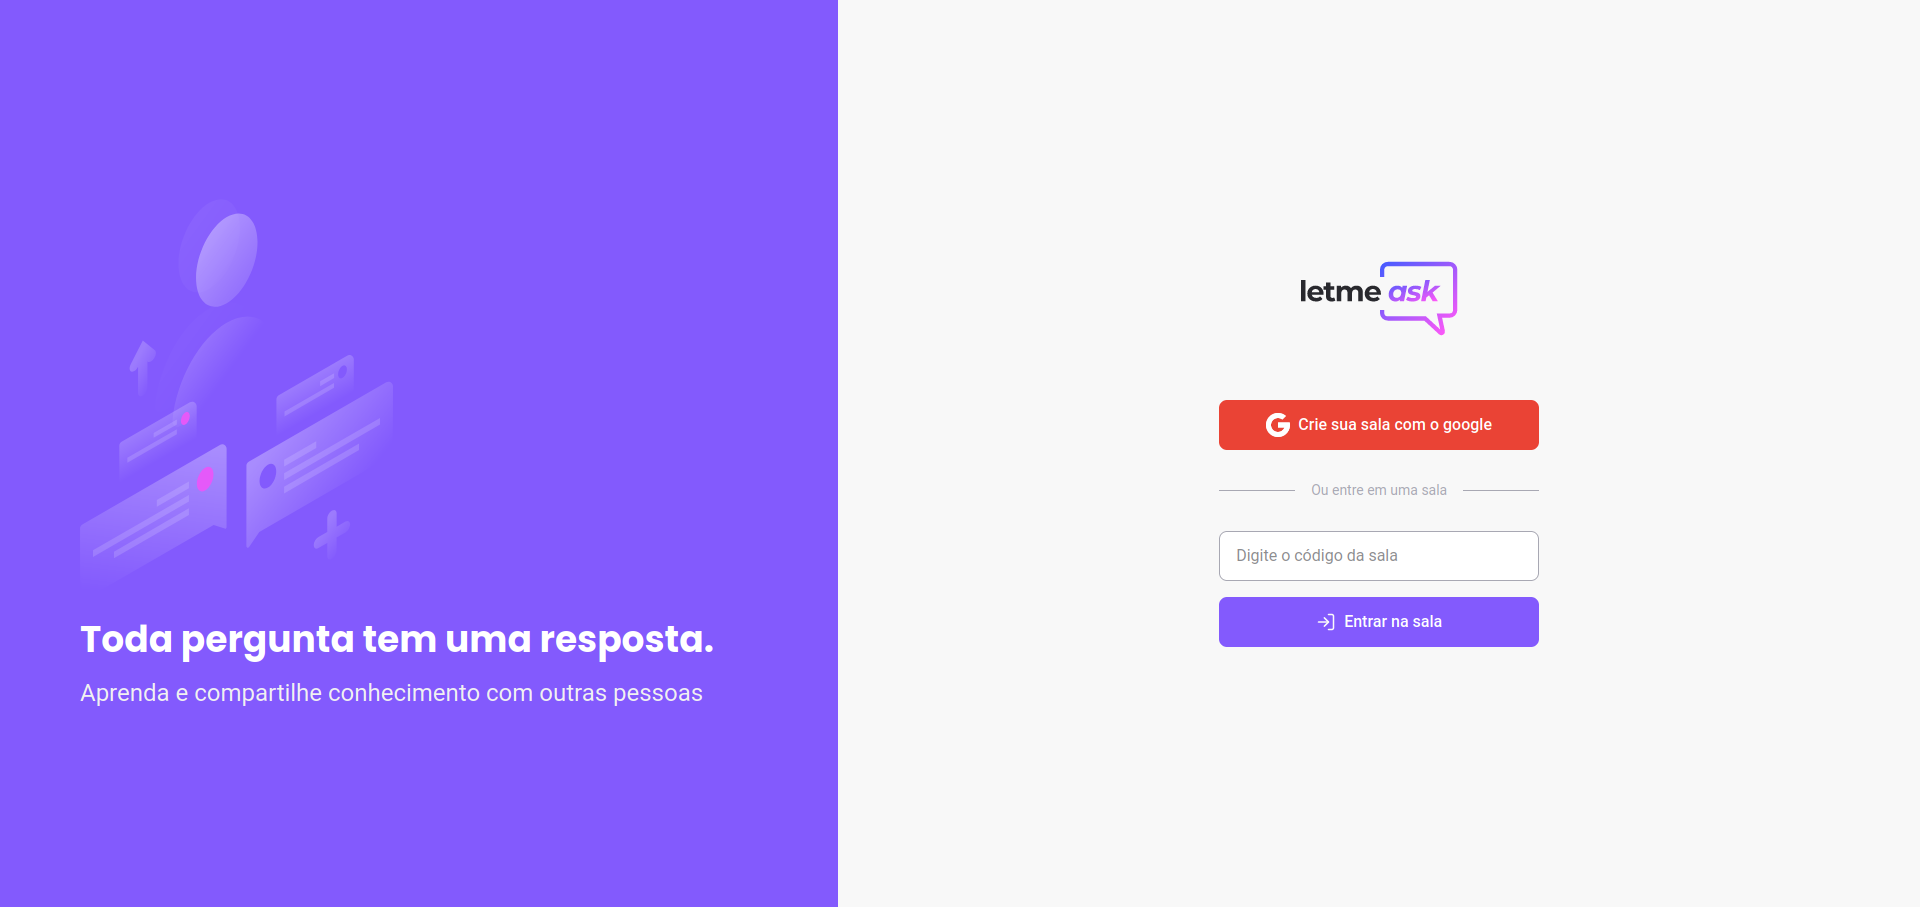 Toda pergunta tem uma resposta.
Aprenda e compartilhe conhecimento com outras pessoas
letme ask
Crie sua sala com o google
Ou entre em uma sala
Digite o código da sala
Entrar na sala